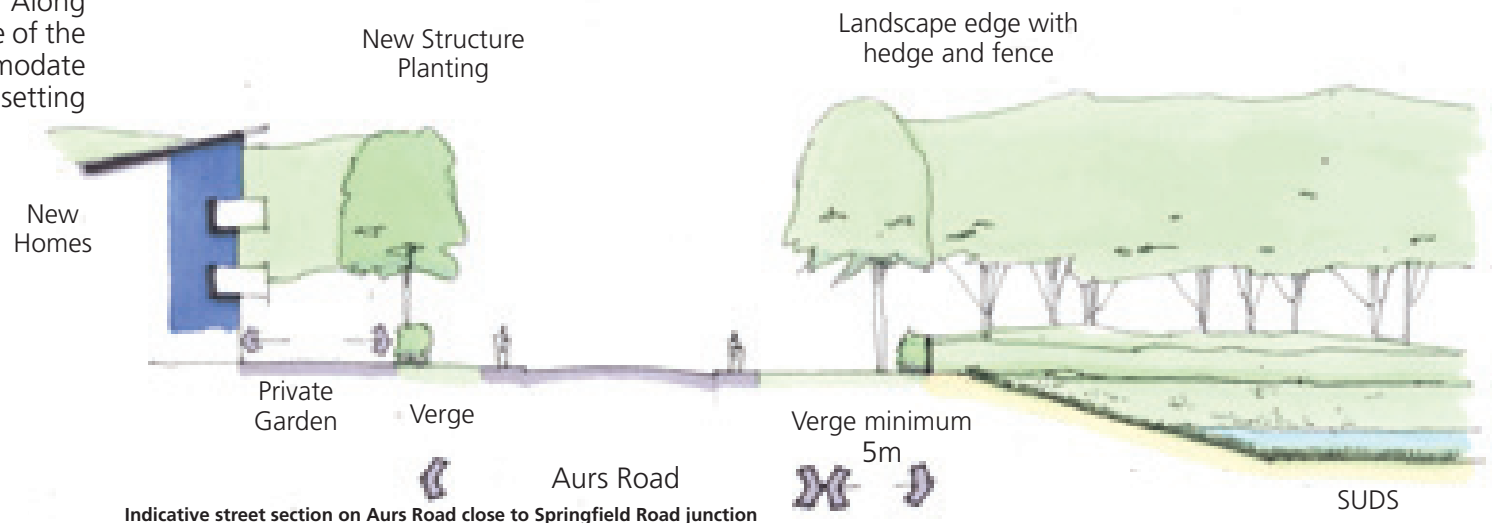 Along
e of the
modate
setting
New Structure
Planting
Landscape edge with
hedge and fence
New
Homes
Private
Garden
Verge
Verge minimum
5m
Aurs Road
SUDS
Indicative street section on Aurs Road close to Springfield Road junction